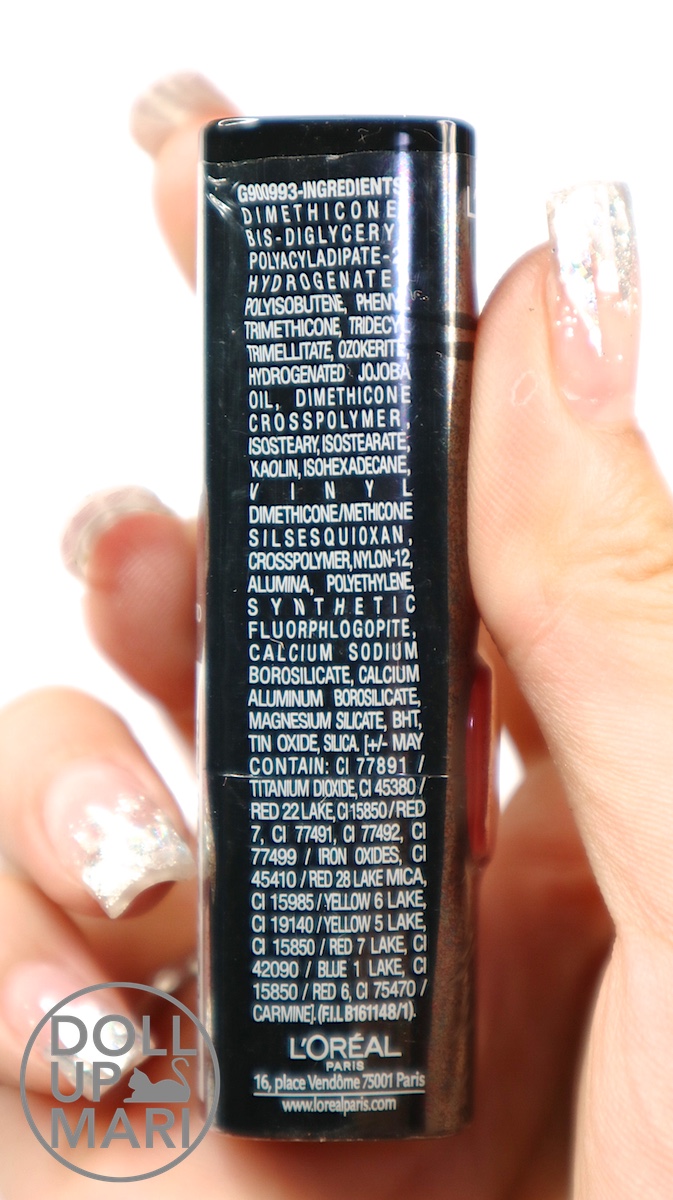 G900993-INGREDIENTS
DIMETHICONE
BIS-DIGLYCERY
POLYACYLADIPATE-2
HYDROGENATE
POLYISOBUTENE, PHENY
TRIMETHICONE, TRIDECYL
TRIMELLITATE, OZOKERITE,
HYDROGENATED JOJOBA
OIL, DIMETHICONE
CROSSPOLYMER,
ISOSTEARY, ISOSTEARATE,
KAOLIN, ISOHEXADECANE,
VINYL
DIMETHICONE/METHICONE
SILSESQUIOXAN,
CROSSPOLYMER, NYLON-12,
ALUMINA, POLYETHYLENE,
SYNTHETIC
FLUORPHLOGOPITE,
CALCIUM SODIUM
BOROSILICATE, CALCIUM
ALUMINUM BOROSILICATE,
MAGNESIUM SILICATE, BHT,
TIN OXIDE, SILICA. [+/- MAY
CONTAIN: CI 77891 /
TITANIUM DIOXIDE, CI 45380 /
RED 22 LAKE, CI 15850 / RED
7, CI 77491, CI 77492, CI
77499 / IRON OXIDES, CI
45410 / RED 28 LAKE MICA,
CI 15985 / YELLOW 6 LAKE,
CI 19140 / YELLOW 5 LAKE,
CI 15850 / RED 7 LAKE, CI
42090 / BLUE 1 LAKE, CI
15850 / RED 6, CI 75470 /
CARMINE]. (F.I.L B161148/1).
L'ORÉAL
PARIS
16, place Vendôme 75001 Paris
www.lorealparis.com
DOLL
UP
MARI